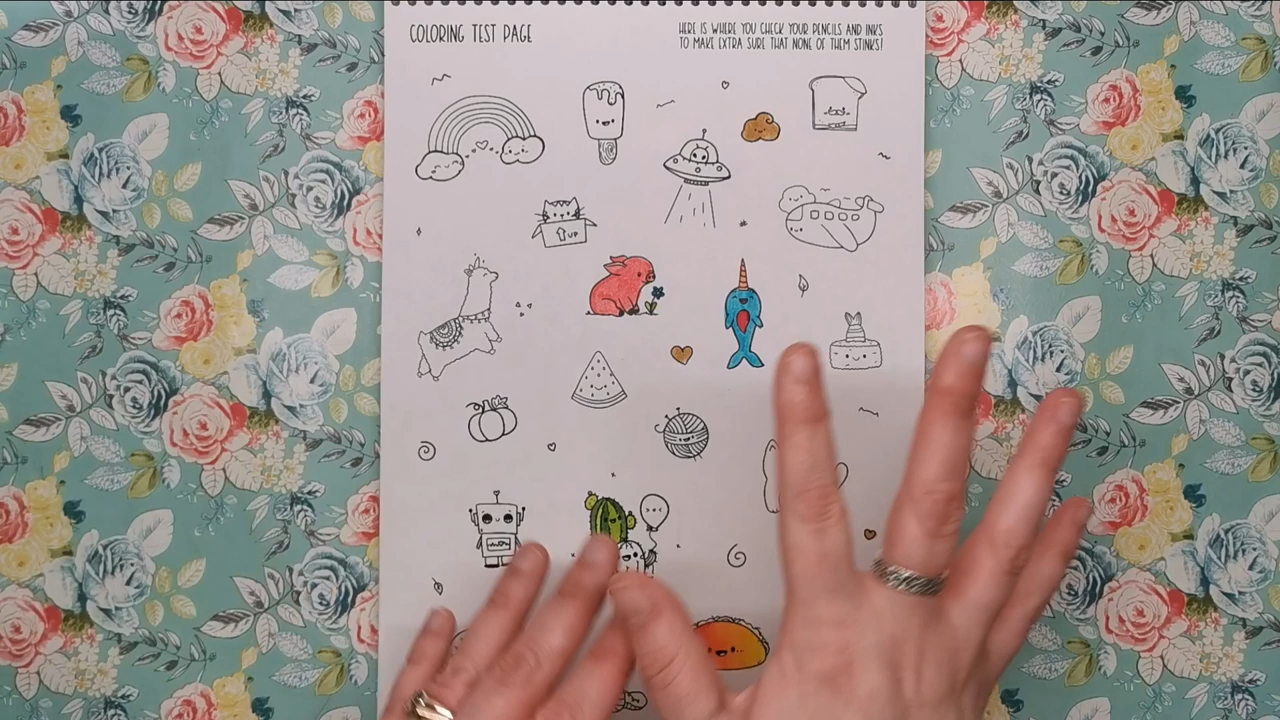 COLORING TEST PAGE
HERE IS WHERE YOU CHECK YOUR PENCILS AND INKS
TO MAKE EXTRA SURE THAT NONE OF THEM STINKS!
UP